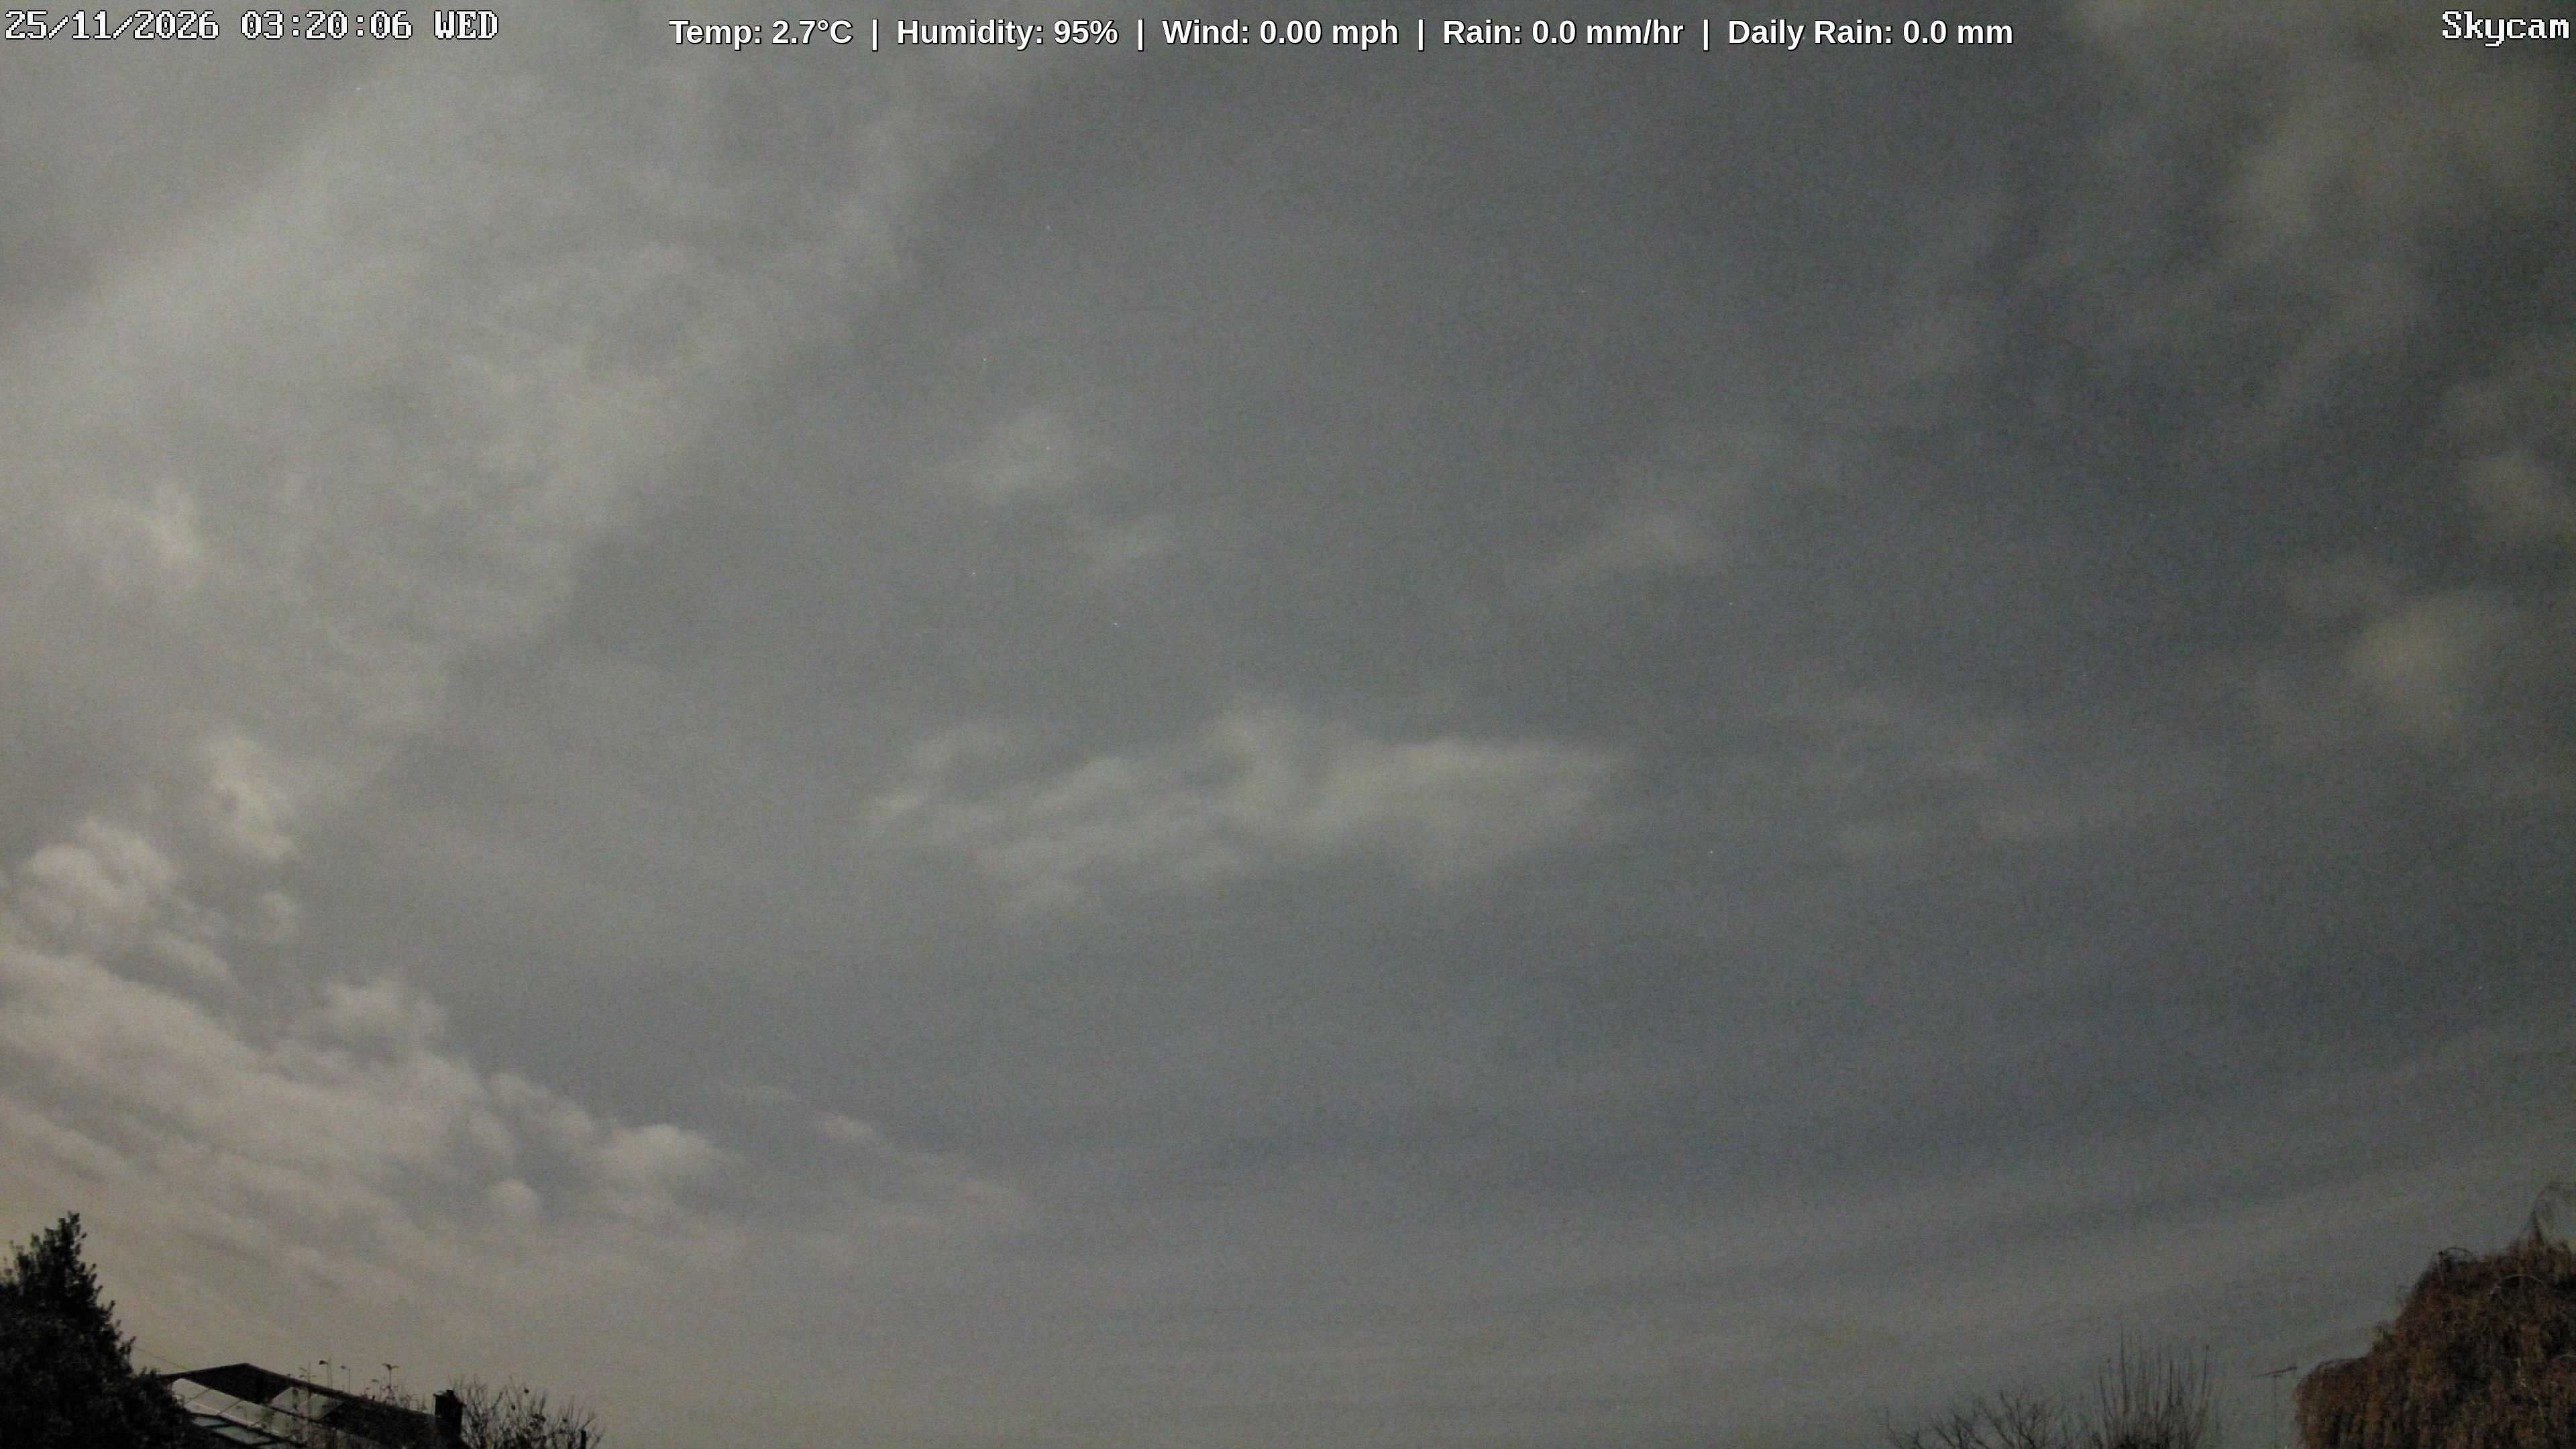 25/11/2026 03:20:06 WED
Temp: 2.7°C | Humidity: 95% | Wind: 0.00 mph | Rain: 0.0 mm/hr | Daily Rain: 0.0 mm
Skycam